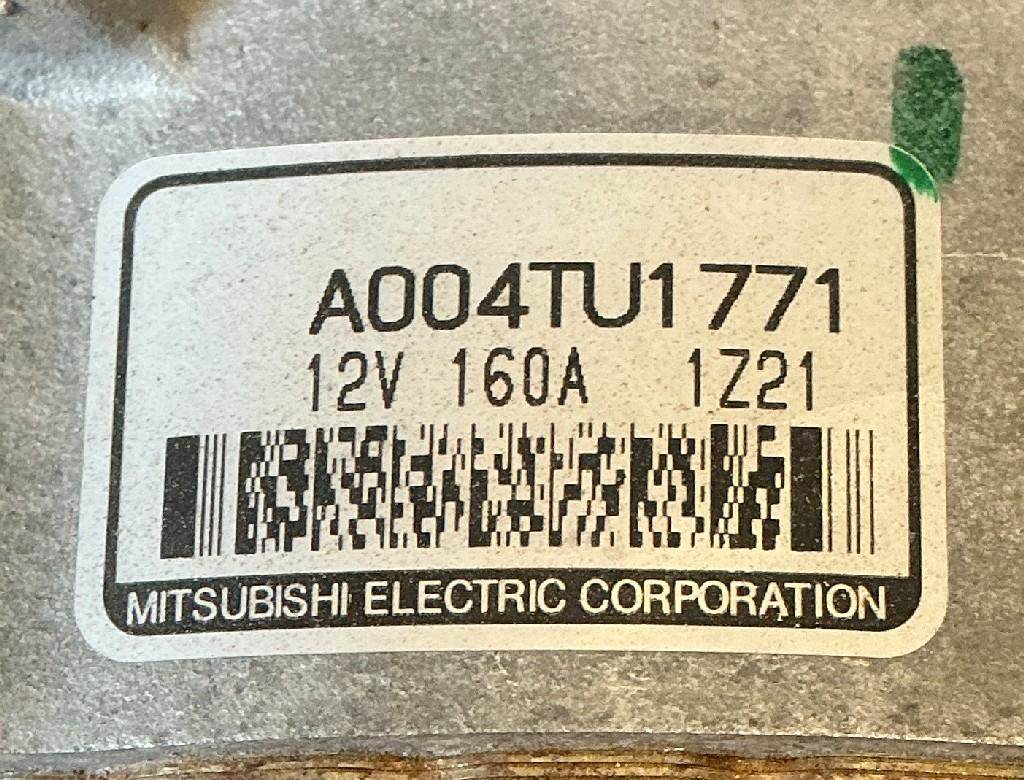 A004TU1771
12V 160A 1Z21
MITSUBISHI ELECTRIC CORPORATION